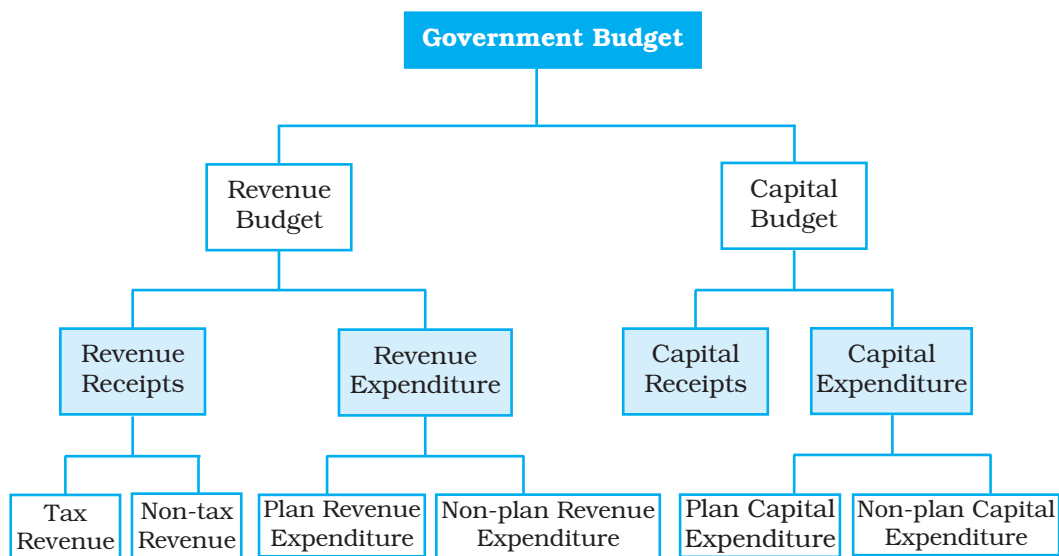 Government Budget
Revenue
Budget
Capital
Budget
Revenue
Receipts
Revenue
Expenditure
Capital
Receipts
Capital
Expenditure
Tax
Revenue
Non-tax
Revenue
Plan Revenue
Expenditure
Non-plan Revenue
Expenditure
Plan Capital
Expenditure
Non-plan Capital
Expenditure